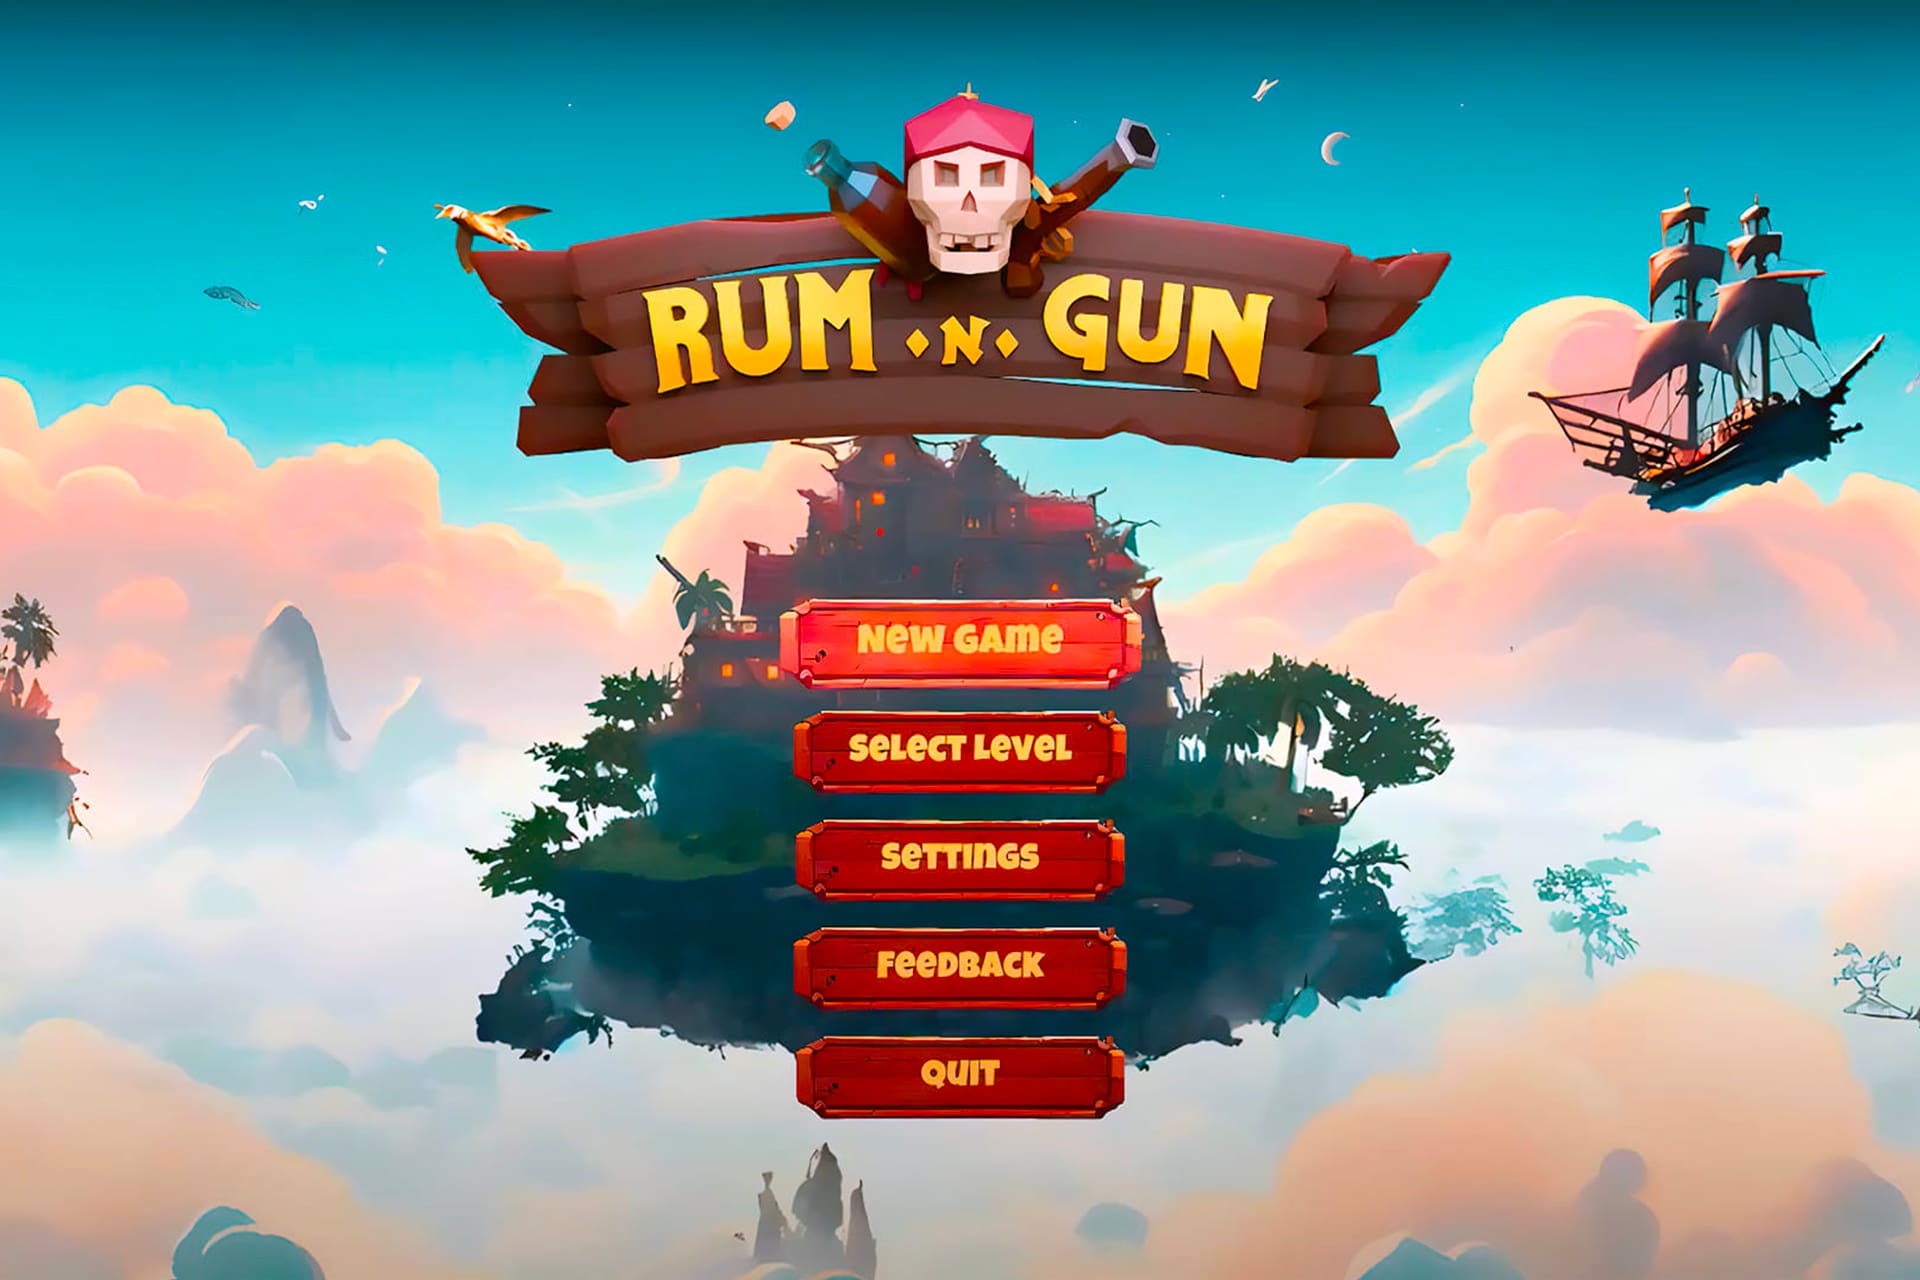 RUM ·N· GUN
NEW GAME
SELECT LEVEL
SETTINGS
FEEDBACK
QUIT